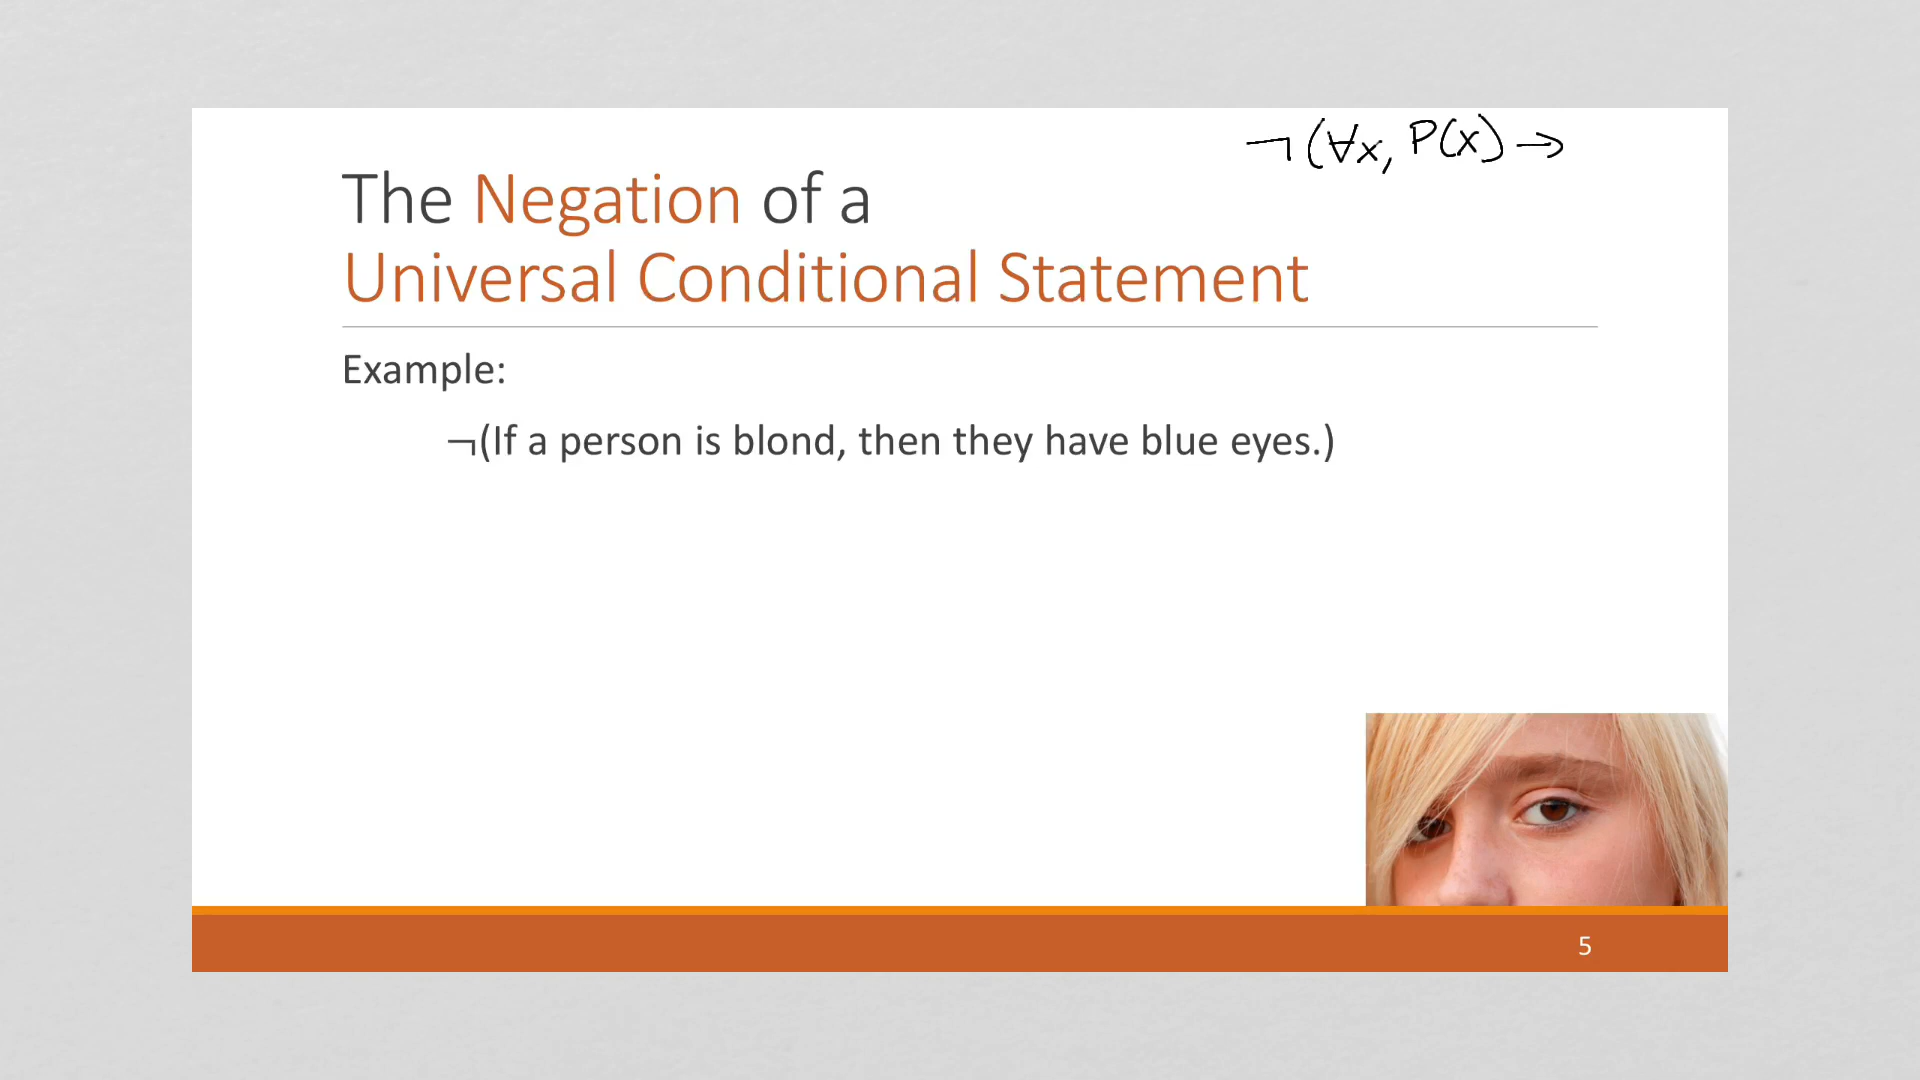 ¬(∀x, P(x) →
The Negation of a
Universal Conditional Statement
Example:
¬(If a person is blond, then they have blue eyes.)
5